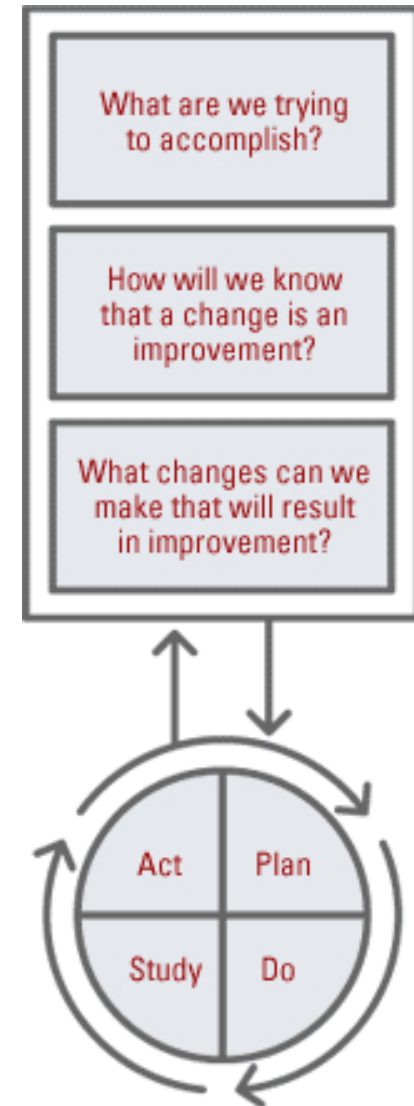 What are we trying
to accomplish?
How will we know
that a change is an
improvement?
What changes can we
make that will result
in improvement?
Act
Plan
Study
Do